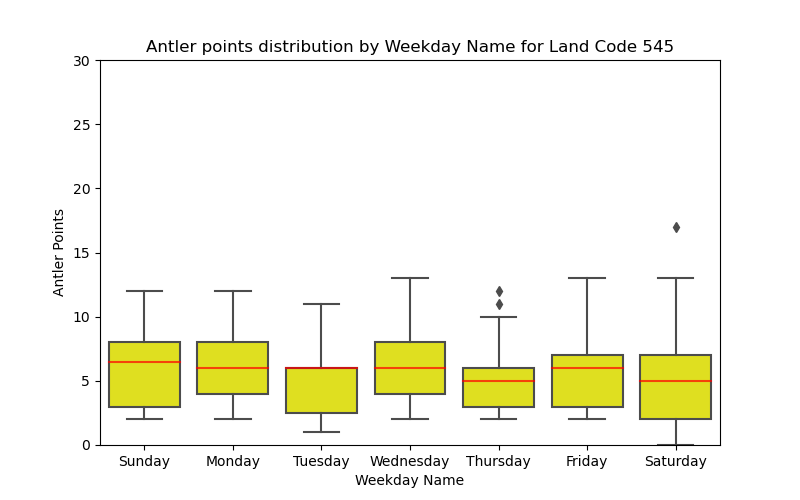 Antler points distribution by Weekday Name for Land Code 545
30
25
20
15
10
5
0
Antler Points
Sunday Monday Tuesday Wednesday Thursday Friday Saturday
Weekday Name